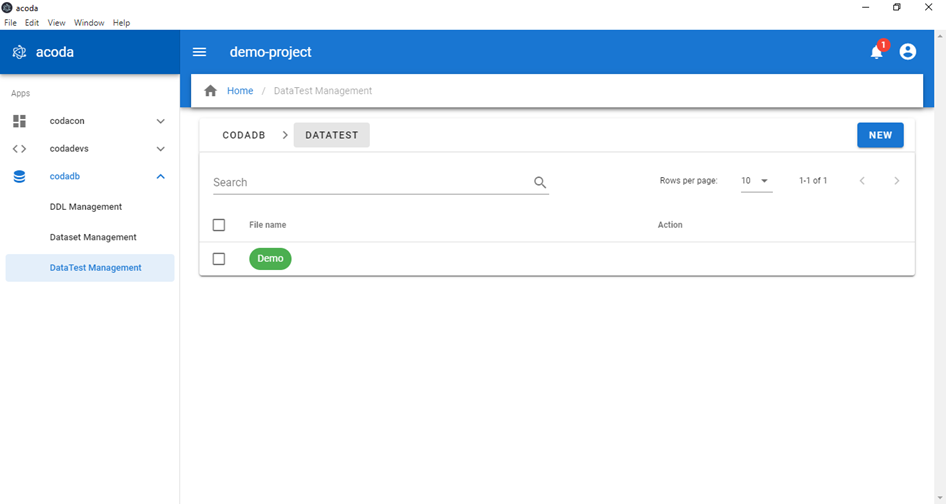 acoda
File Edit View Window Help
acoda
demo-project
1
Apps
Home / DataTest Management
codacon
codadevs
codadb
DDL Management
Dataset Management
DataTest Management
CODADB > DATATEST
NEW
Search
Rows per page: 10 1-1 of 1
File name Action
Demo